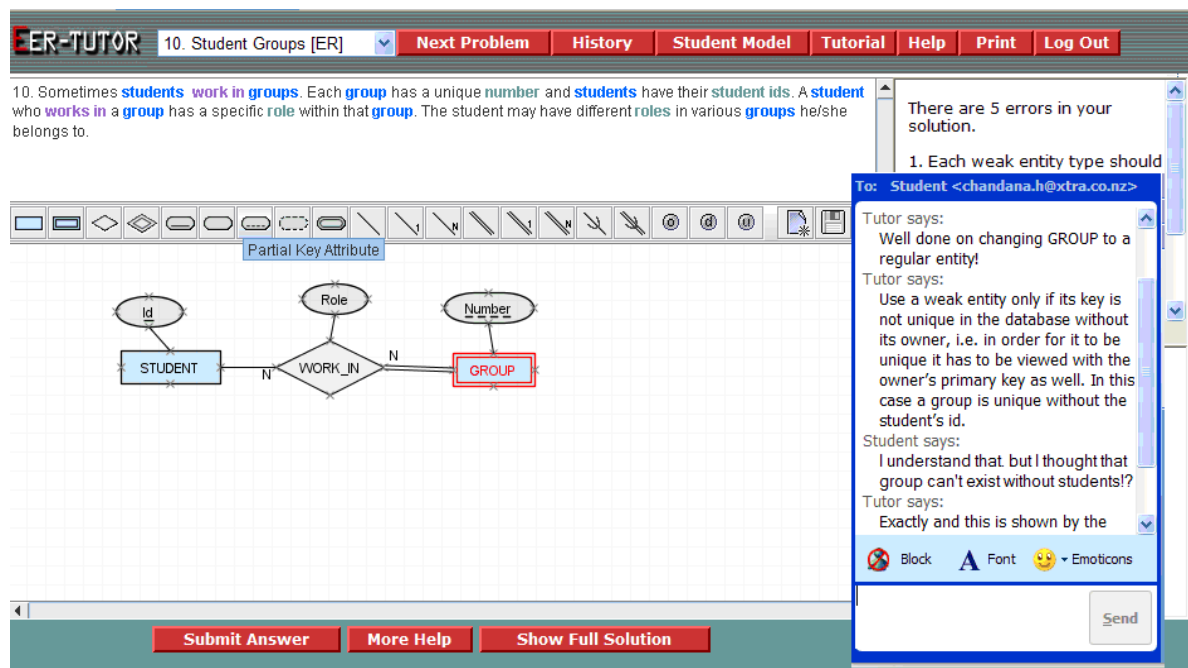 EER-TUTOR
10. Student Groups [ER]
Next Problem
History
Student Model
Tutorial
Help
Print
Log Out
10. Sometimes students work in groups. Each group has a unique number and students have their student ids. A student
who works in a group has a specific role within that group. The student may have different roles in various groups he/she
belongs to.
There are 5 errors in your
solution.
1. Each weak entity type should
1
N
1
N
o
d
u
Partial Key Attribute
Id
Role
Number
STUDENT
N
WORK_IN
N
GROUP
To: Student <chandana.h@xtra.co.nz>
Tutor says:
Well done on changing GROUP to a
regular entity!
Tutor says:
Use a weak entity only if its key is
not unique in the database without
its owner, i.e. in order for it to be
unique it has to be viewed with the
owner's primary key as well. In this
case a group is unique without the
student's id.
Student says:
I understand that. but I thought that
group can't exist without students!?
Tutor says:
Exactly and this is shown by the
Block
A Font
Emoticons
Send
Submit Answer
More Help
Show Full Solution